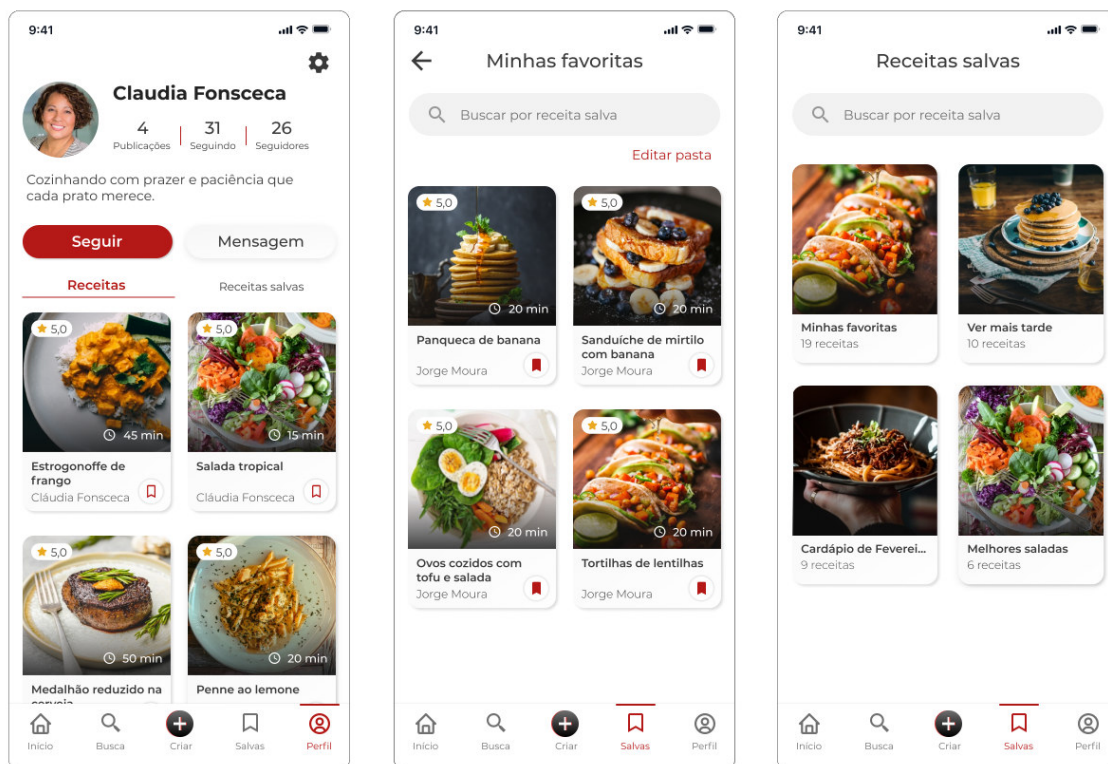 9:41
Claudia Fonsceca
4
31
26
Publicações
Seguindo
Seguidores
Cozinhando com prazer e paciência que
cada prato merece.
Seguir
Mensagem
Receitas
Receitas salvas
5,0
5,0
45 min
15 min
Estrogonoffe de
frango
Cláudia Fonsceca
Salada tropical
Cláudia Fonsceca
5,0
5,0
50 min
20 min
Medalhão reduzido na
cerveja
Penne ao lemone
Início
Busca
Criar
Salvas
Perfil
9:41
Minhas favoritas
Buscar por receita salva
Editar pasta
5,0
5,0
20 min
20 min
Panqueca de banana
Jorge Moura
Sanduíche de mirtilo
com banana
Jorge Moura
5,0
5,0
20 min
20 min
Ovos cozidos com
tofu e salada
Jorge Moura
Tortilhas de lentilhas
Jorge Moura
Início
Busca
Criar
Salvas
Perfil
9:41
Receitas salvas
Buscar por receita salva
Minhas favoritas
19 receitas
Ver mais tarde
10 receitas
Cardápio de Feverei...
9 receitas
Melhores saladas
6 receitas
Início
Busca
Criar
Salvas
Perfil